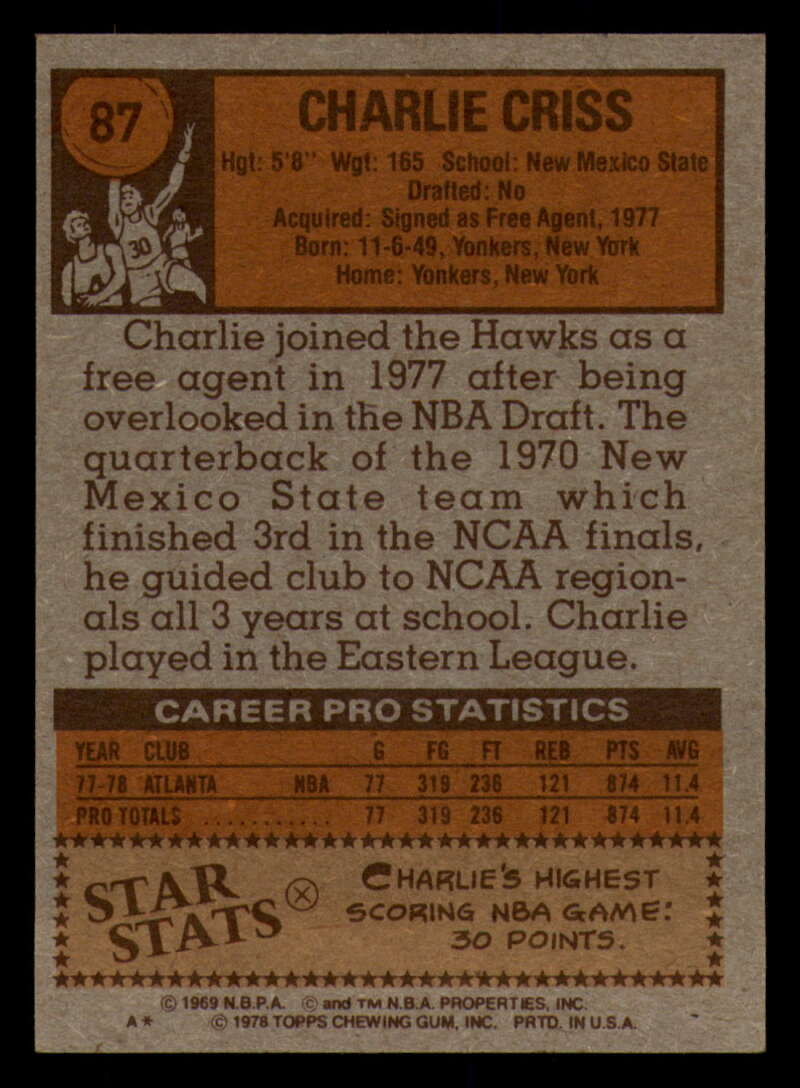 87
CHARLIE CRISS
Hgt: 5'8" Wgt: 165 School: New Mexico State
Drafted: No
Acquired: Signed as Free Agent, 1977
Born: 11-6-49, Yonkers, New York
Home: Yonkers, New York
30
Charlie joined the Hawks as a
free agent in 1977 after being
overlooked in the NBA Draft. The
quarterback of the 1970 New
Mexico State team which
finished 3rd in the NCAA finals,
he guided club to NCAA region-
als all 3 years at school. Charlie
played in the Eastern League.
CAREER PRO STATISTICS
YEAR CLUB G FG FT REB PTS AVG
77-78 ATLANTA NBA 77 319 236 121 874 11.4
PRO TOTALS ........... 77 319 236 121 874 11.4
STAR STATS
CHARLIE'S HIGHEST
SCORING NBA GAME:
30 POINTS.
© 1969 N.B.P.A. © and TM N.B.A. PROPERTIES, INC.
A* © 1978 TOPPS CHEWING GUM, INC. PRTD. IN U.S.A.